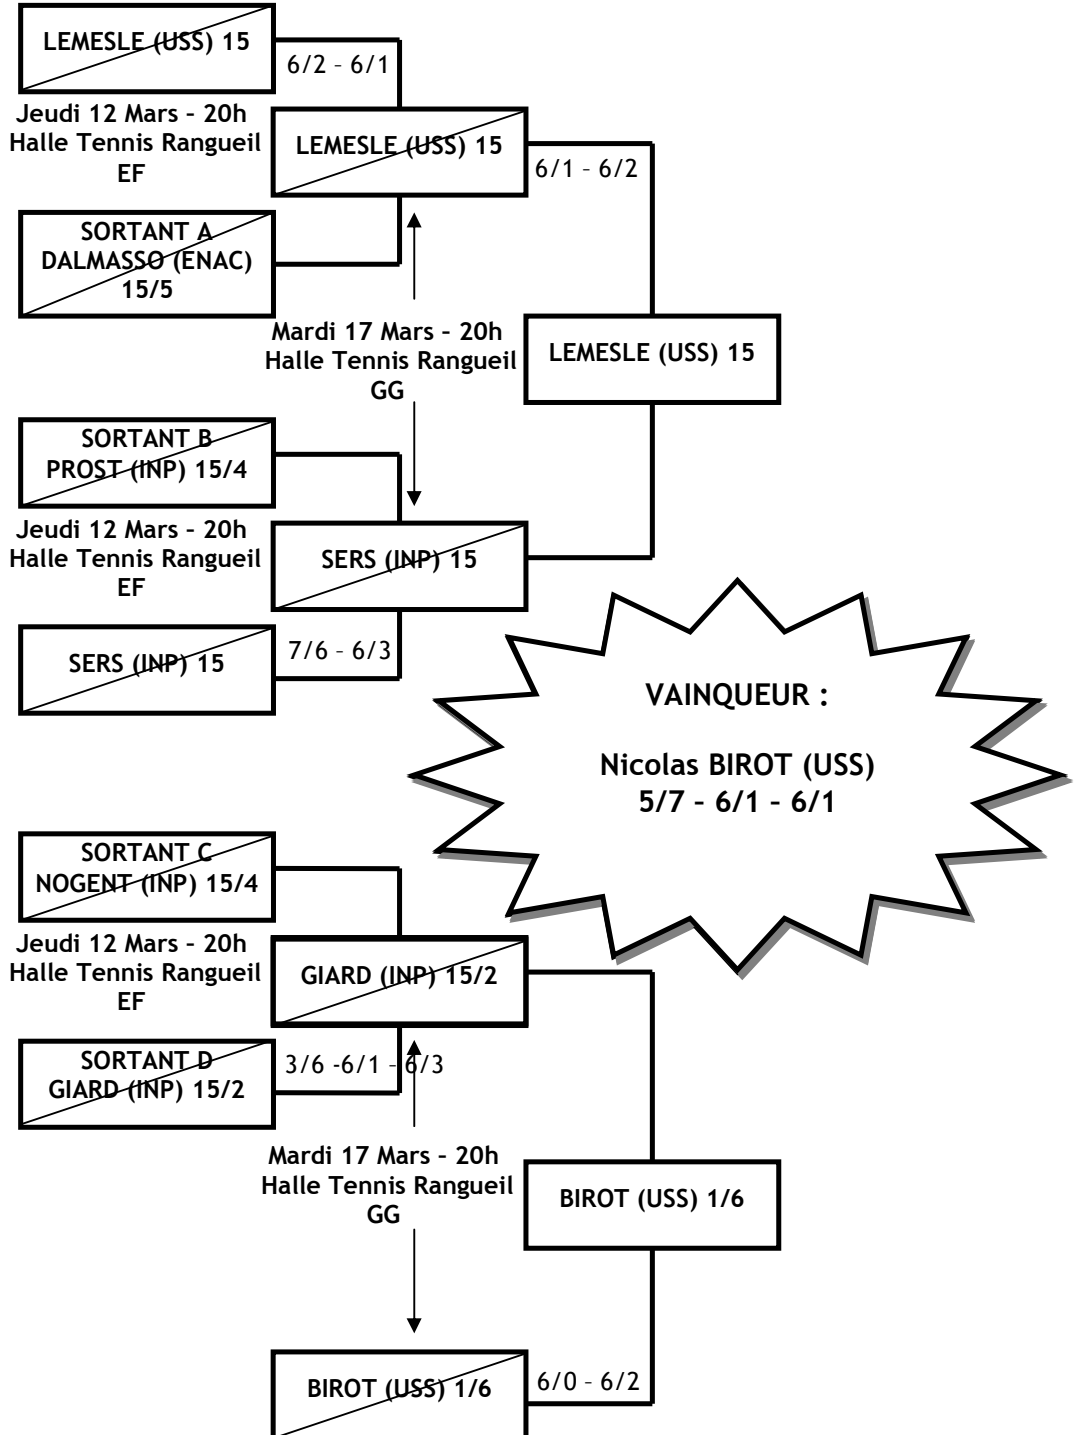 LEMESLE (USS) 15
6/2 – 6/1
Jeudi 12 Mars – 20h
Halle Tennis Rangueil
EF
LEMESLE (USS) 15
6/1 – 6/2
SORTANT A
DALMASSO (ENAC)
15/5
Mardi 17 Mars – 20h
Halle Tennis Rangueil
GG
LEMESLE (USS) 15
SORTANT B
PROST (INP) 15/4
Jeudi 12 Mars – 20h
Halle Tennis Rangueil
EF
SERS (INP) 15
SERS (INP) 15
7/6 – 6/3
VAINQUEUR :
Nicolas BIROT (USS)
5/7 – 6/1 – 6/1
SORTANT C
NOGENT (INP) 15/4
Jeudi 12 Mars – 20h
Halle Tennis Rangueil
EF
GIARD (INP) 15/2
SORTANT D
GIARD (INP) 15/2
3/6 -6/1 – 6/3
Mardi 17 Mars – 20h
Halle Tennis Rangueil
GG
BIROT (USS) 1/6
BIROT (USS) 1/6
6/0 – 6/2